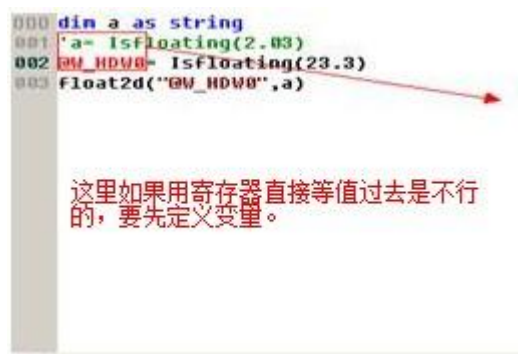 000 dim a as string
001 'a= Isfloating(2.03)
002 @W_HDW0= Isfloating(23.3)
003 float2d("@W_HDW0",a)
这里如果用寄存器直接等值过去是不行
的，要先定义变量。